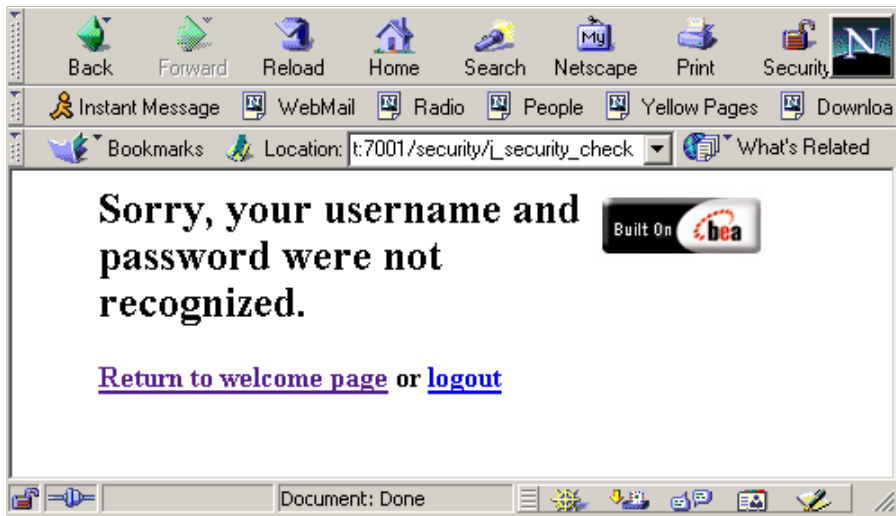 My
N
Back Forward Reload Home Search Netscape Print Security
Instant Message WebMail Radio People Yellow Pages Downloa
Bookmarks Location: t:7001/security/j_security_check What's Related
Sorry, your username and
password were not
recognized.
Built On bea
Return to welcome page or logout
Document: Done